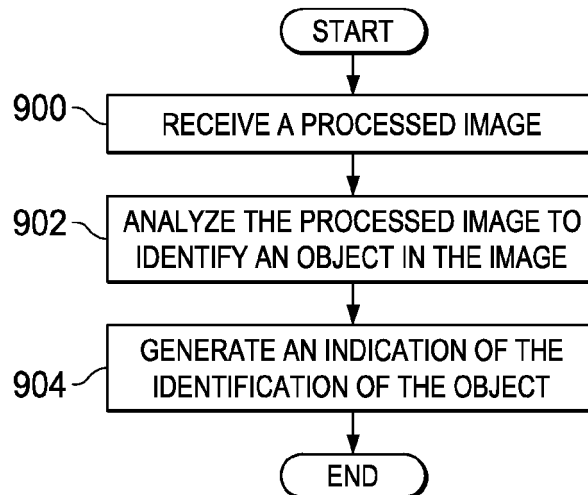 START
900
RECEIVE A PROCESSED IMAGE
902
ANALYZE THE PROCESSED IMAGE TO
IDENTIFY AN OBJECT IN THE IMAGE
904
GENERATE AN INDICATION OF THE
IDENTIFICATION OF THE OBJECT
END